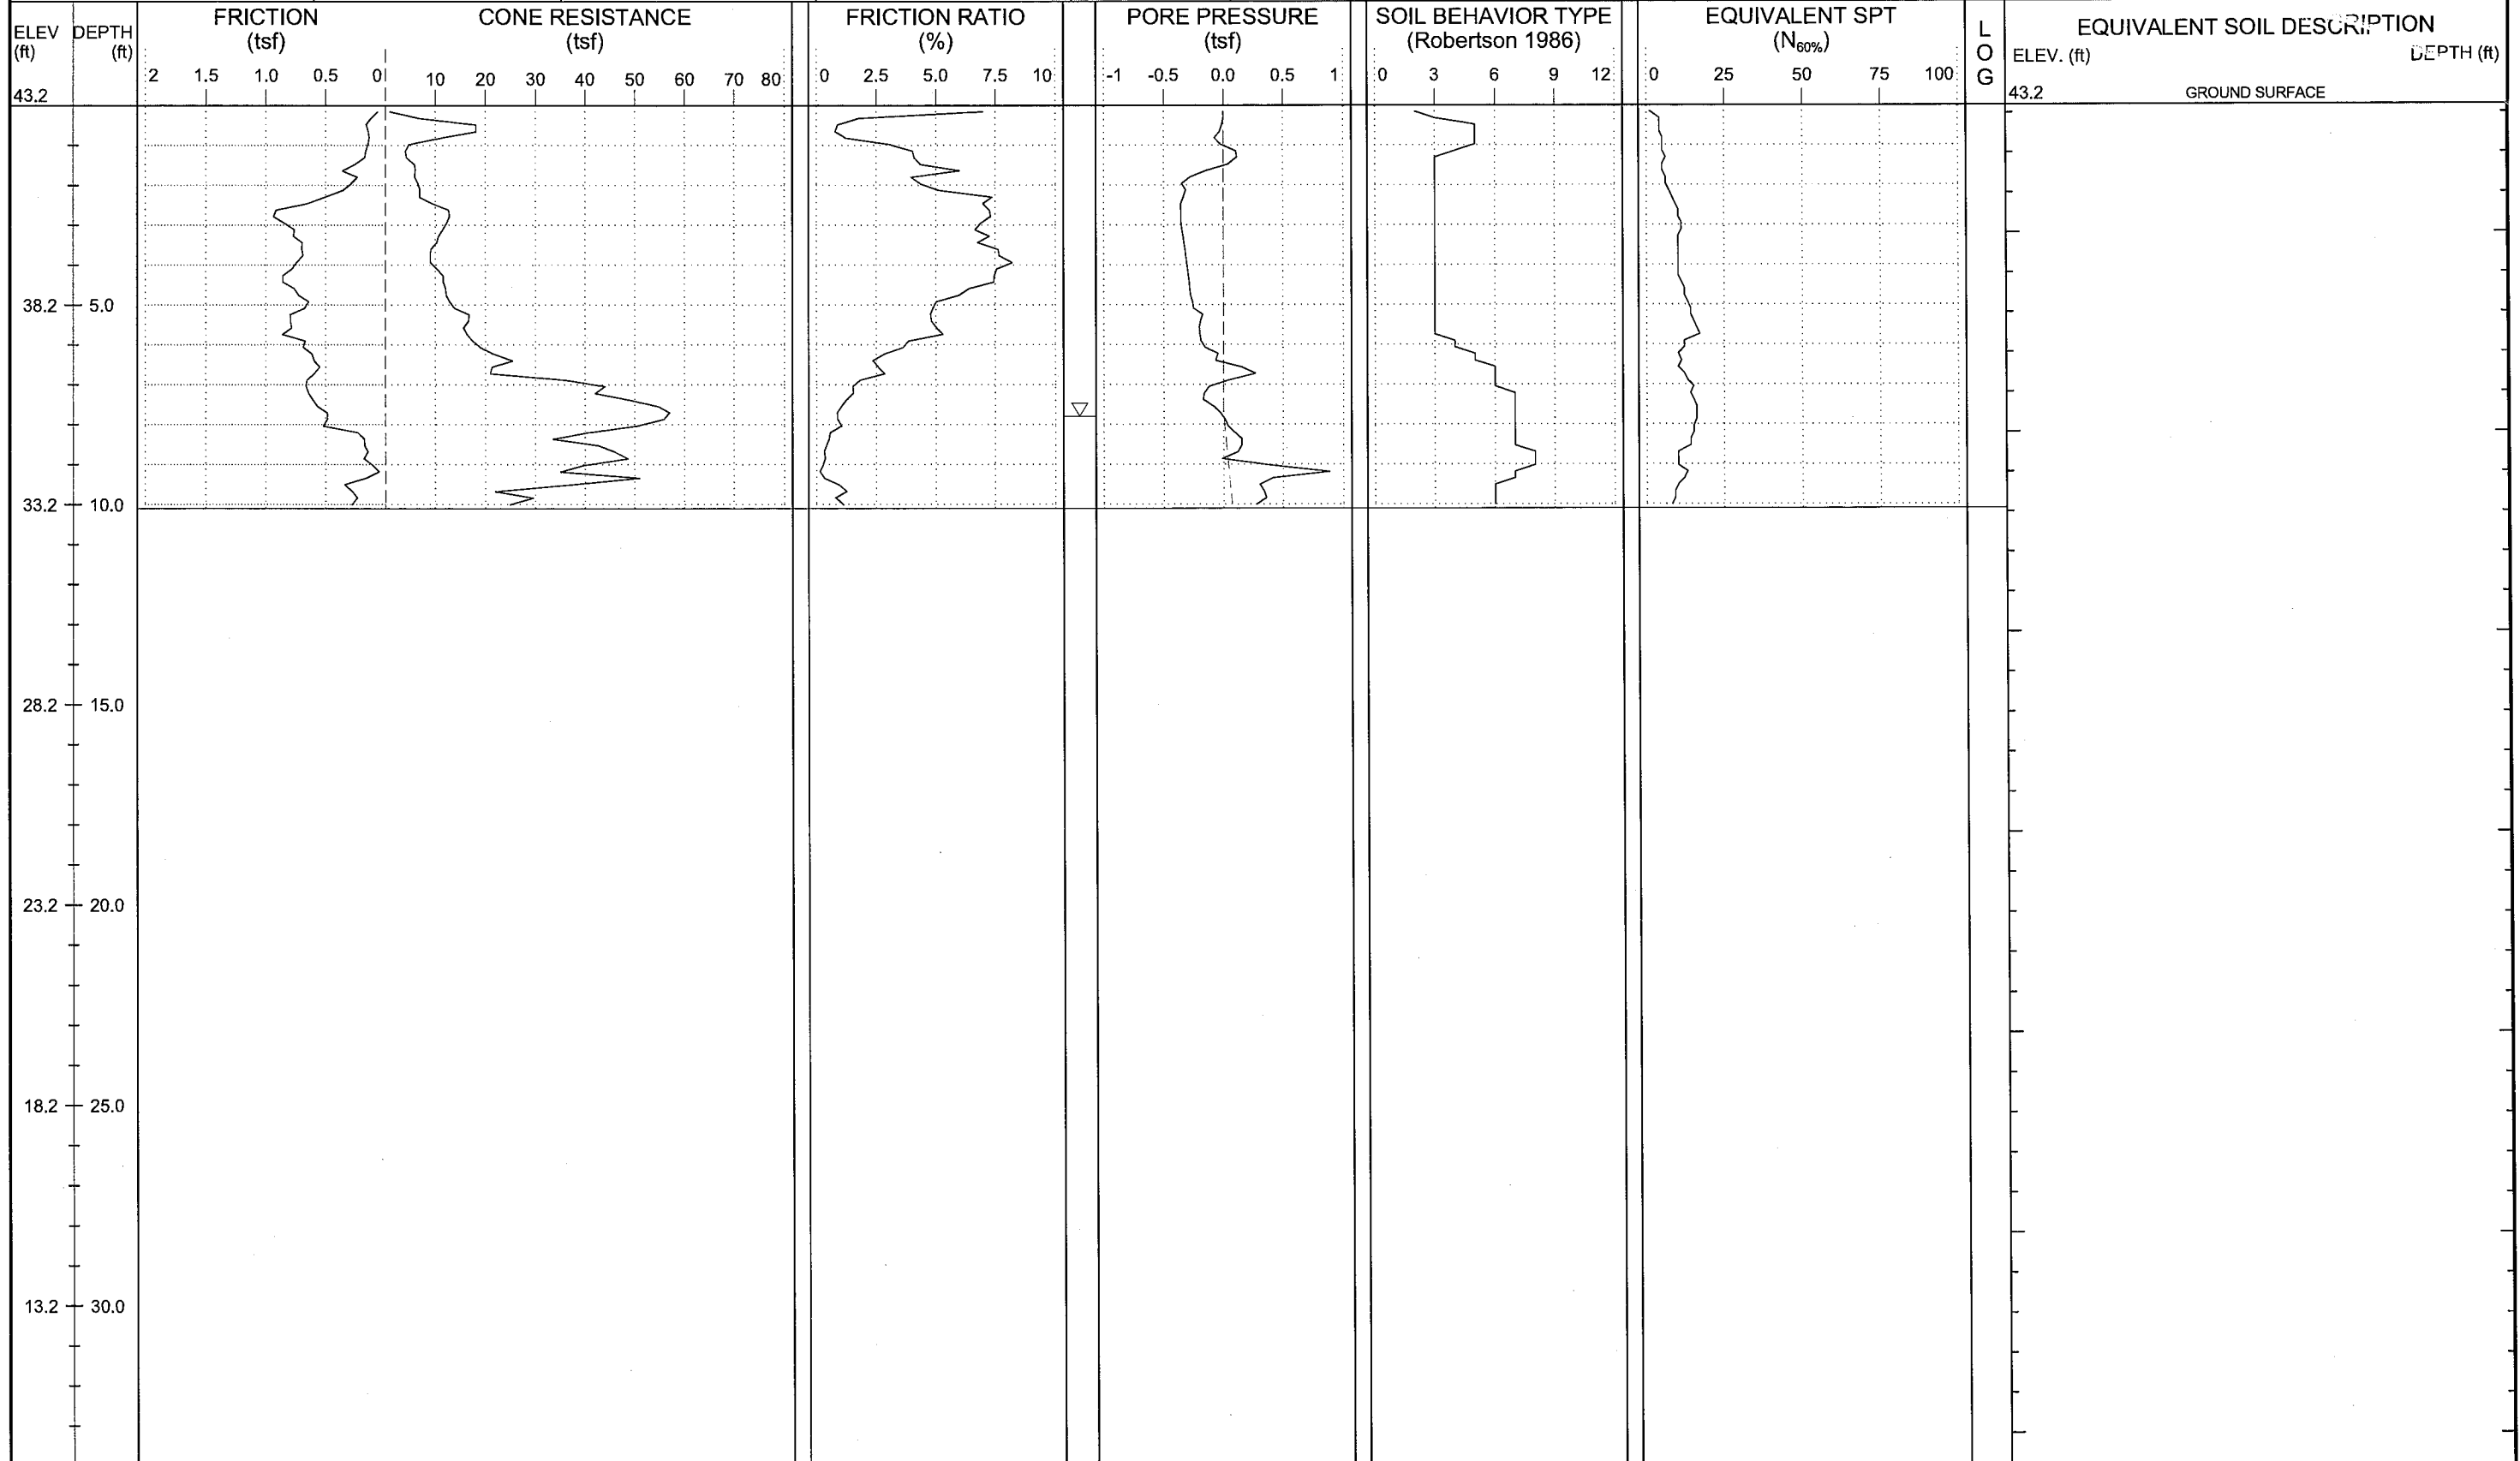 ELEV (ft)
DEPTH (ft)
FRICTION (tsf)
CONE RESISTANCE (tsf)
FRICTION RATIO (%)
PORE PRESSURE (tsf)
SOIL BEHAVIOR TYPE (Robertson 1986)
EQUIVALENT SPT (N60%)
LOG
EQUIVALENT SOIL DESCRIPTION
ELEV. (ft) DEPTH (ft)
2 1.5 1.0 0.5 0 10 20 30 40 50 60 70 80
0 2.5 5.0 7.5 10
-1 -0.5 0.0 0.5 1
0 3 6 9 12
0 25 50 75 100
43.2
43.2 GROUND SURFACE
38.2 5.0
33.2 10.0
28.2 15.0
23.2 20.0
18.2 25.0
13.2 30.0